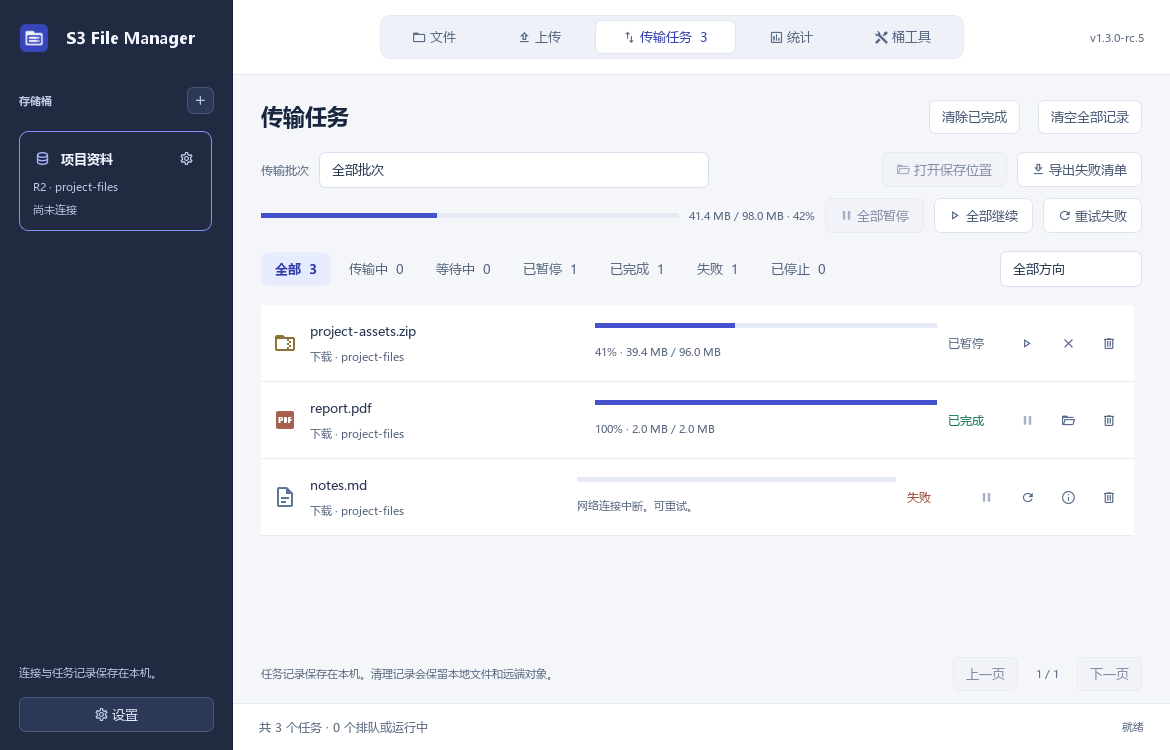 S3 File Manager
文件
上传
传输任务 3
统计
桶工具
v1.3.0-rc.5
存储桶
+
项目资料
R2 · project-files
尚未连接
传输任务
清除已完成
清空全部记录
传输批次
全部批次
打开保存位置
导出失败清单
41.4 MB / 98.0 MB · 42%
全部暂停
全部继续
重试失败
全部 3
传输中 0
等待中 0
已暂停 1
已完成 1
失败 1
已停止 0
全部方向
project-assets.zip
下载 · project-files
41% · 39.4 MB / 96.0 MB
已暂停
PDF
report.pdf
下载 · project-files
100% · 2.0 MB / 2.0 MB
已完成
notes.md
下载 · project-files
网络连接中断。可重试。
失败
连接与任务记录保存在本机。
设置
任务记录保存在本机。清理记录会保留本地文件和远端对象。
上一页
1 / 1
下一页
共 3 个任务 · 0 个排队或运行中
就绪